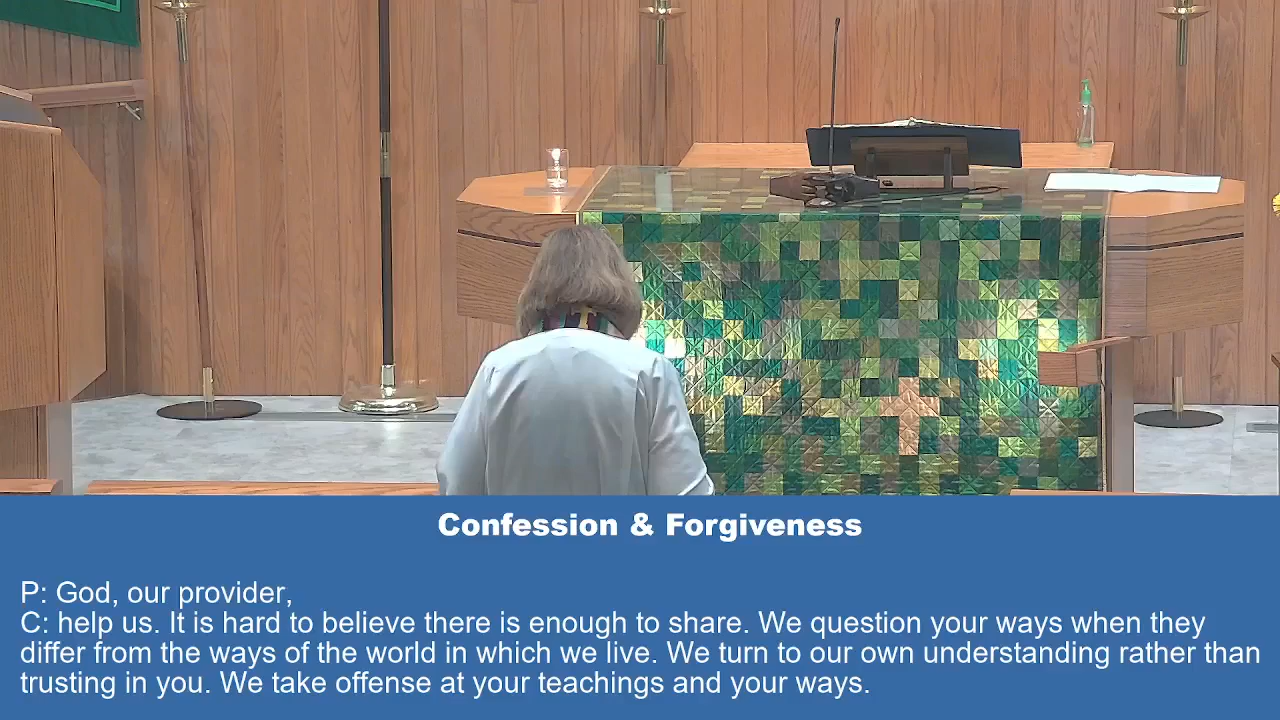 Confession & Forgiveness
P: God, our provider,
C: help us. It is hard to believe there is enough to share. We question your ways when they
differ from the ways of the world in which we live. We turn to our own understanding rather than
trusting in you. We take offense at your teachings and your ways.